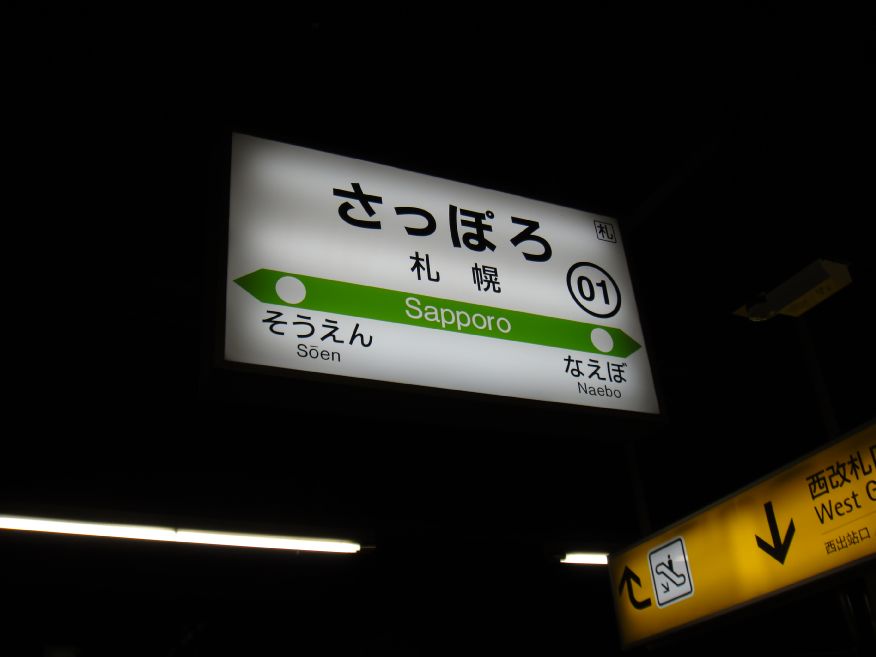 さっぽろ
札
札幌
01
Sapporo
そうえん
Sōen
なえぼ
Naebo
西改札
West
西出站口